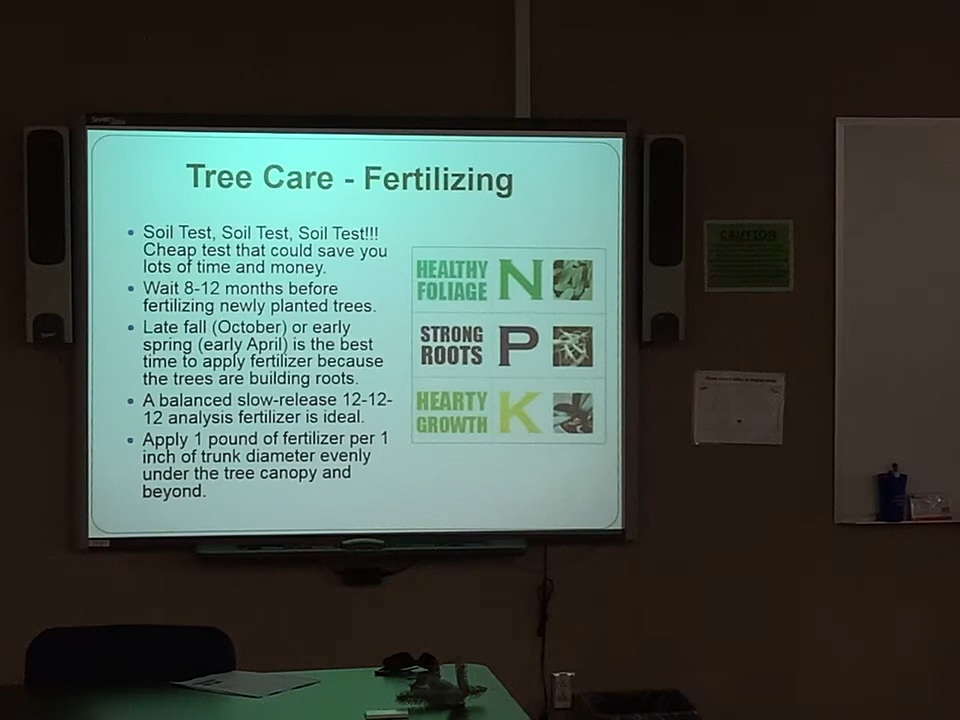 Tree Care - Fertilizing
Soil Test, Soil Test, Soil Test!!!
Cheap test that could save you
lots of time and money.
Wait 8-12 months before
fertilizing newly planted trees.
Late fall (October) or early
spring (early April) is the best
time to apply fertilizer because
the trees are building roots.
A balanced slow-release 12-12-
12 analysis fertilizer is ideal.
Apply 1 pound of fertilizer per 1
inch of trunk diameter evenly
under the tree canopy and
beyond.
HEALTHY
FOLIAGE
N
STRONG
ROOTS
P
HEARTY
GROWTH
K
CAUTION